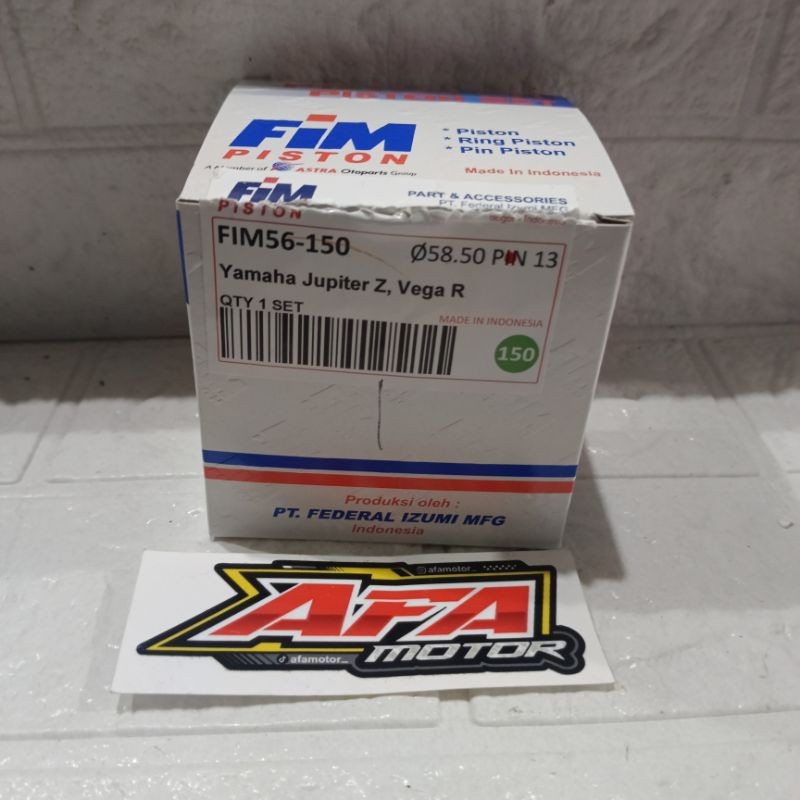 PISTON SET
FiM
PISTON
* Piston
* Ring Piston
* Pin Piston
A Member of ASTRA Otoparts Group
Made In Indonesia
FiM
PISTON
PART & ACCESSORIES
PT. Federal Izumi MFG
Bogor - Indonesia
FIM56-150
Ø58.50 PIN 13
Yamaha Jupiter Z, Vega R
QTY 1 SET
MADE IN INDONESIA
150
Produksi oleh :
PT. FEDERAL IZUMI MFG
Indonesia
afamotor_
AFA
MOTOR
afamotor_